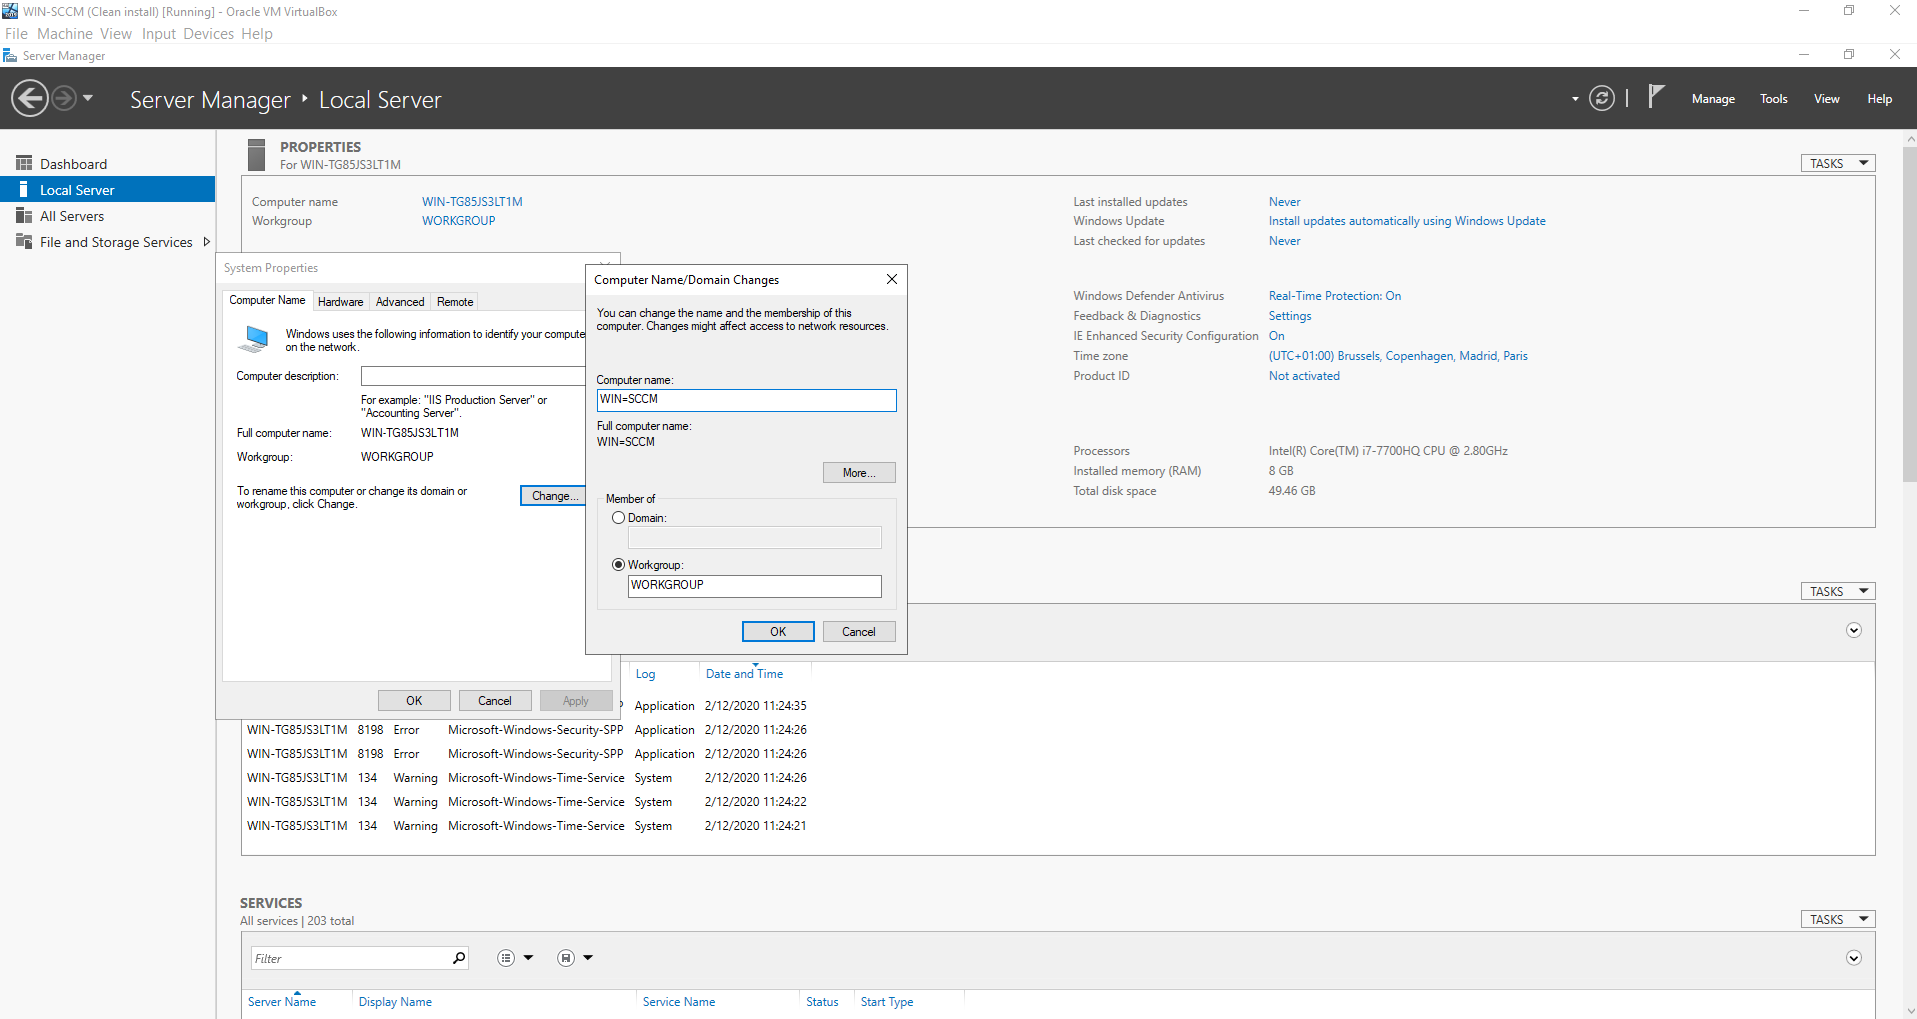 WIN-SCCM (Clean install) [Running] - Oracle VM VirtualBox
File Machine View Input Devices Help
Server Manager
Server Manager ‣ Local Server
Manage Tools View Help
Dashboard
Local Server
All Servers
File and Storage Services
PROPERTIES
For WIN-TG85JS3LT1M
TASKS
Computer name WIN-TG85JS3LT1M
Workgroup WORKGROUP
Last installed updates Never
Windows Update Install updates automatically using Windows Update
Last checked for updates Never
Windows Defender Antivirus Real-Time Protection: On
Feedback & Diagnostics Settings
IE Enhanced Security Configuration On
Time zone (UTC+01:00) Brussels, Copenhagen, Madrid, Paris
Product ID Not activated
Processors Intel(R) Core(TM) i7-7700HQ CPU @ 2.80GHz
Installed memory (RAM) 8 GB
Total disk space 49.46 GB
System Properties
Computer Name Hardware Advanced Remote
Windows uses the following information to identify your compute
on the network.
Computer description:
For example: "IIS Production Server" or
"Accounting Server".
Full computer name: WIN-TG85JS3LT1M
Workgroup: WORKGROUP
To rename this computer or change its domain or
workgroup, click Change.
Change...
OK Cancel Apply
Computer Name/Domain Changes
You can change the name and the membership of this
computer. Changes might affect access to network resources.
Computer name:
WIN=SCCM
Full computer name:
WIN=SCCM
More...
Member of
Domain:
Workgroup:
WORKGROUP
OK Cancel
TASKS
Log Date and Time
Application 2/12/2020 11:24:35
WIN-TG85JS3LT1M 8198 Error Microsoft-Windows-Security-SPP Application 2/12/2020 11:24:26
WIN-TG85JS3LT1M 8198 Error Microsoft-Windows-Security-SPP Application 2/12/2020 11:24:26
WIN-TG85JS3LT1M 134 Warning Microsoft-Windows-Time-Service System 2/12/2020 11:24:26
WIN-TG85JS3LT1M 134 Warning Microsoft-Windows-Time-Service System 2/12/2020 11:24:22
WIN-TG85JS3LT1M 134 Warning Microsoft-Windows-Time-Service System 2/12/2020 11:24:21
SERVICES
All services | 203 total
TASKS
Filter
Server Name Display Name Service Name Status Start Type